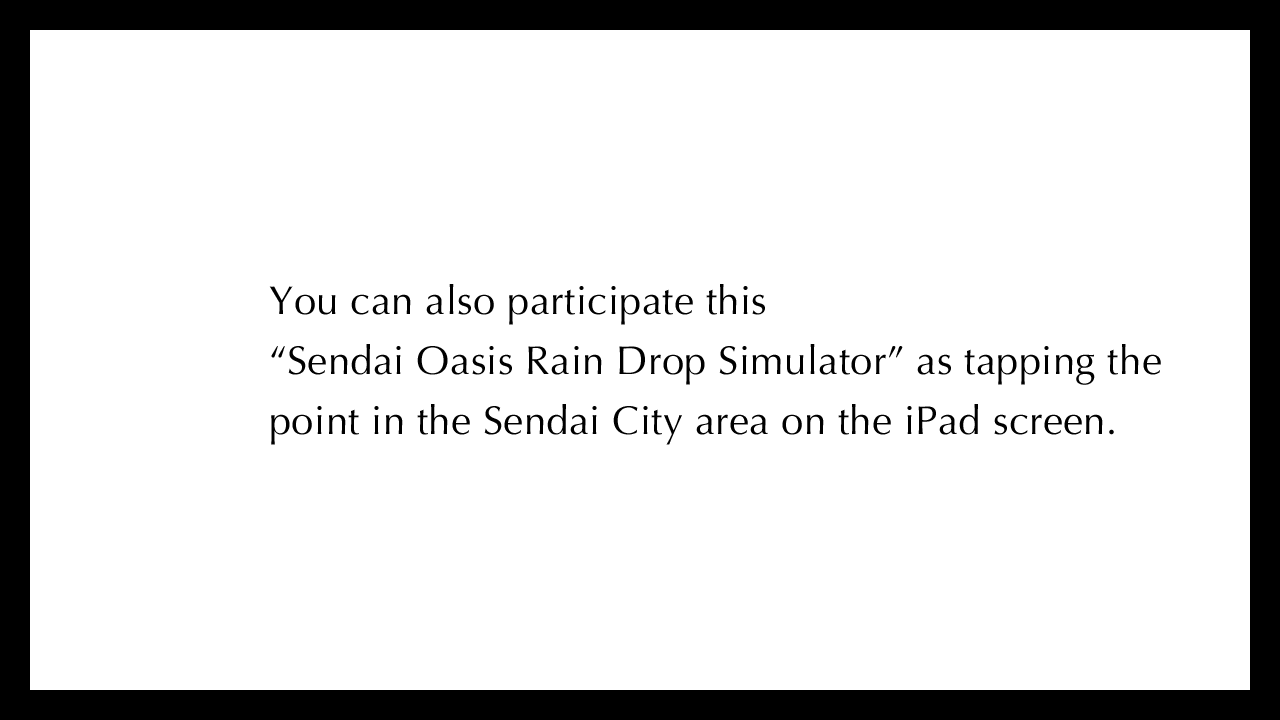 You can also participate this
“Sendai Oasis Rain Drop Simulator” as tapping the
point in the Sendai City area on the iPad screen.